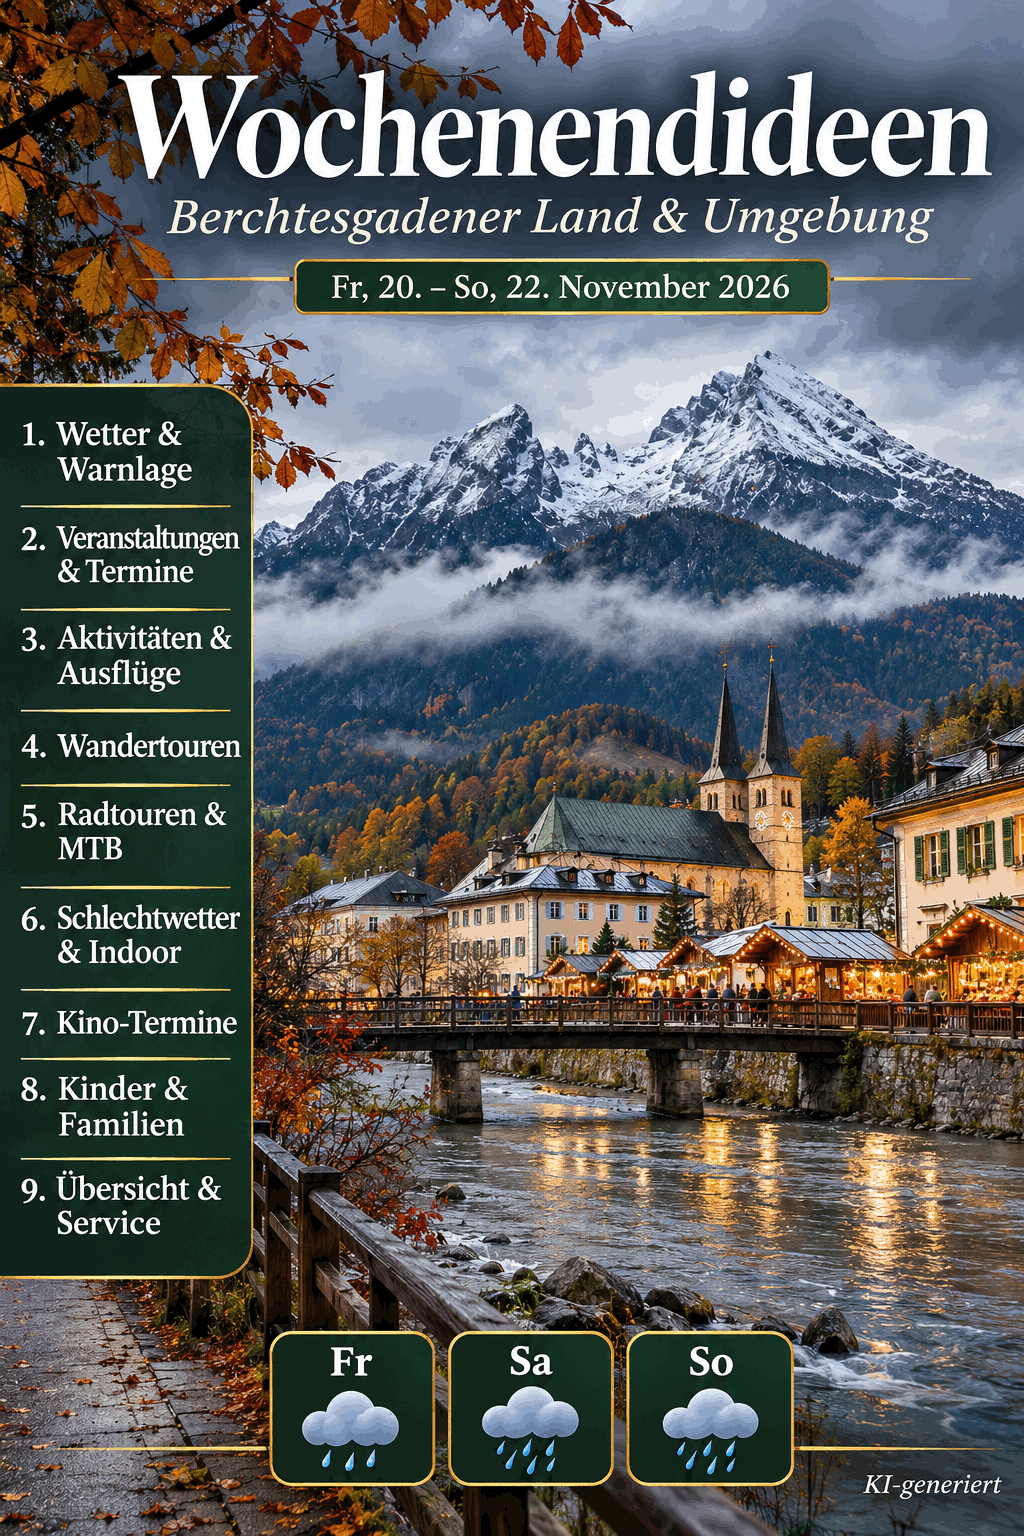 Wochenendideen
Berchtesgadener Land & Umgebung
Fr, 20. – So, 22. November 2026
1. Wetter &
Warnlage
2. Veranstaltungen
& Termine
3. Aktivitäten &
Ausflüge
4. Wandertouren
5. Radtouren &
MTB
6. Schlechtwetter
& Indoor
7. Kino-Termine
8. Kinder &
Familien
9. Übersicht &
Service
Fr
Sa
So
KI-generiert